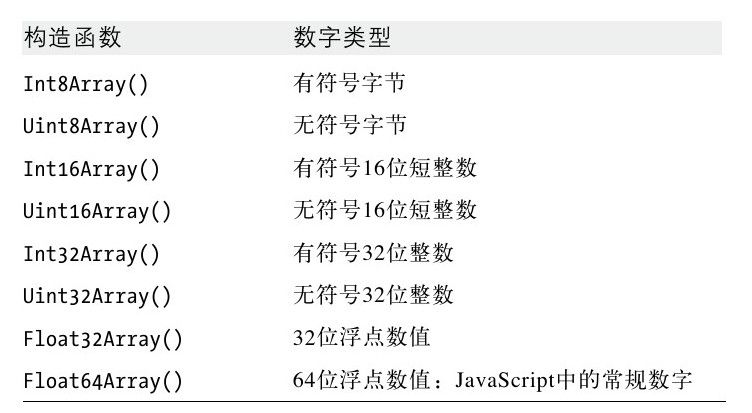 构造函数 数字类型
Int8Array() 有符号字节
Uint8Array() 无符号字节
Int16Array() 有符号16位短整数
Uint16Array() 无符号16位短整数
Int32Array() 有符号32位整数
Uint32Array() 无符号32位整数
Float32Array() 32位浮点数值
Float64Array() 64位浮点数值：JavaScript中的常规数字